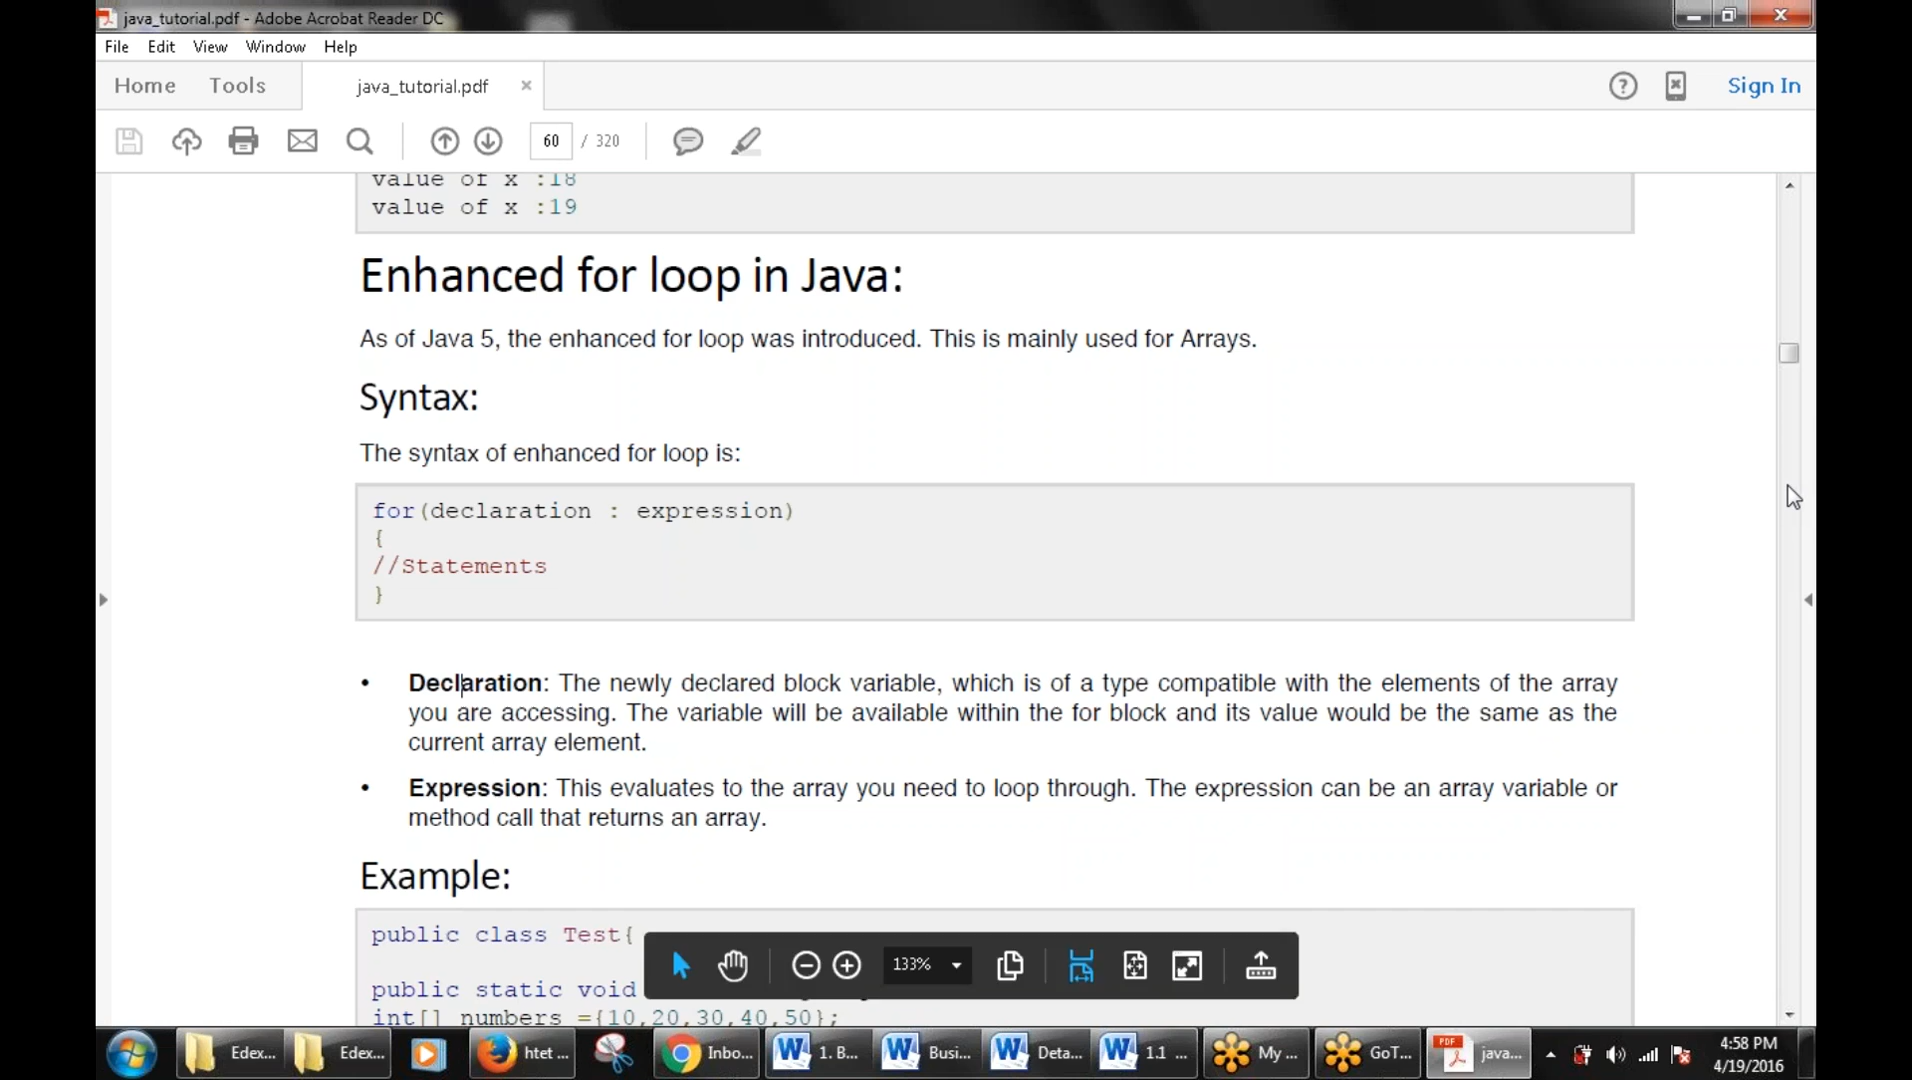 java_tutorial.pdf - Adobe Acrobat Reader DC
File Edit View Window Help
Home Tools java_tutorial.pdf × ? Sign In
60 / 320
value of x :18
value of x :19
Enhanced for loop in Java:
As of Java 5, the enhanced for loop was introduced. This is mainly used for Arrays.
Syntax:
The syntax of enhanced for loop is:
for(declaration : expression)
{
//Statements
}
• Declaration: The newly declared block variable, which is of a type compatible with the elements of the array
you are accessing. The variable will be available within the for block and its value would be the same as the
current array element.
• Expression: This evaluates to the array you need to loop through. The expression can be an array variable or
method call that returns an array.
Example:
public class Test{
public static void
int[] numbers ={10,20,30,40,50};
133%
Edex... Edex... htet ... Inbo... 1. B... Busi... Deta... 1.1 ... My ... GoT... PDF java... 4:58 PM
4/19/2016